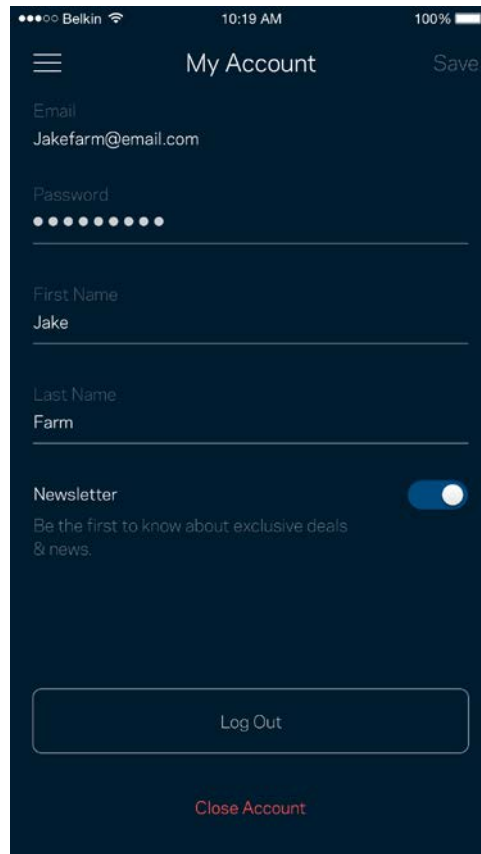 Belkin 10:19 AM 100%
My Account Save
Email
Jakefarm@email.com
Password
●●●●●●●●●
First Name
Jake
Last Name
Farm
Newsletter
Be the first to know about exclusive deals
& news.
Log Out
Close Account